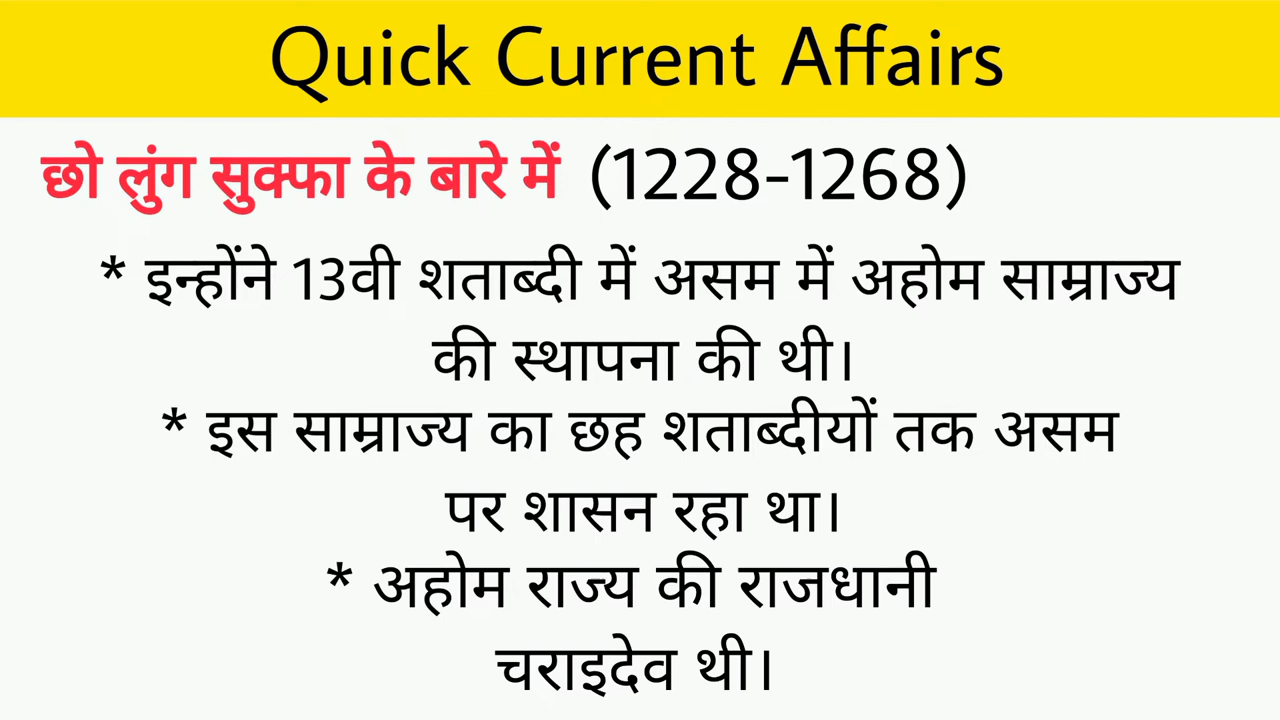 Quick Current Affairs
छो लुंग सुक्फा के बारे में (1228-1268)
* इन्होंने 13वी शताब्दी में असम में अहोम साम्राज्य
की स्थापना की थी।
* इस साम्राज्य का छह शताब्दीयों तक असम
पर शासन रहा था।
* अहोम राज्य की राजधानी
चराइदेव थी।